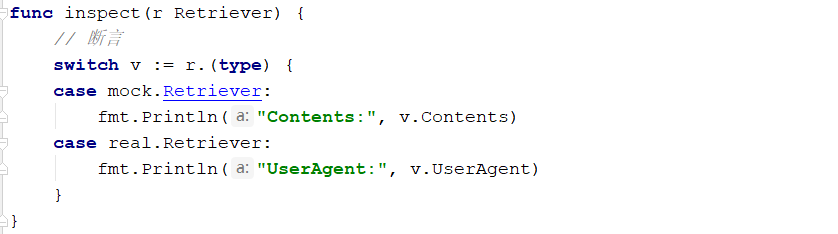 func inspect(r Retriever) {
    // 断言
    switch v := r.(type) {
    case mock.Retriever:
        fmt.Println( a: "Contents:", v.Contents)
    case real.Retriever:
        fmt.Println( a: "UserAgent:", v.UserAgent)
    }
}